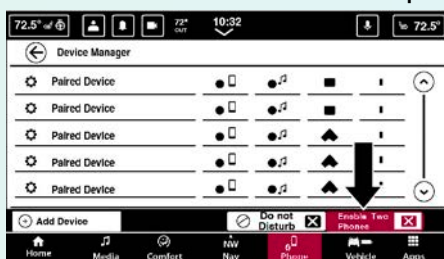 72.5° 72° OUT 10:32 72.5°
Device Manager
Paired Device
Paired Device
Paired Device
Paired Device
Paired Device
Add Device Do not Disturb Enable Two Phones
Home Media Comfort NW Nav Phone Vehicle Apps